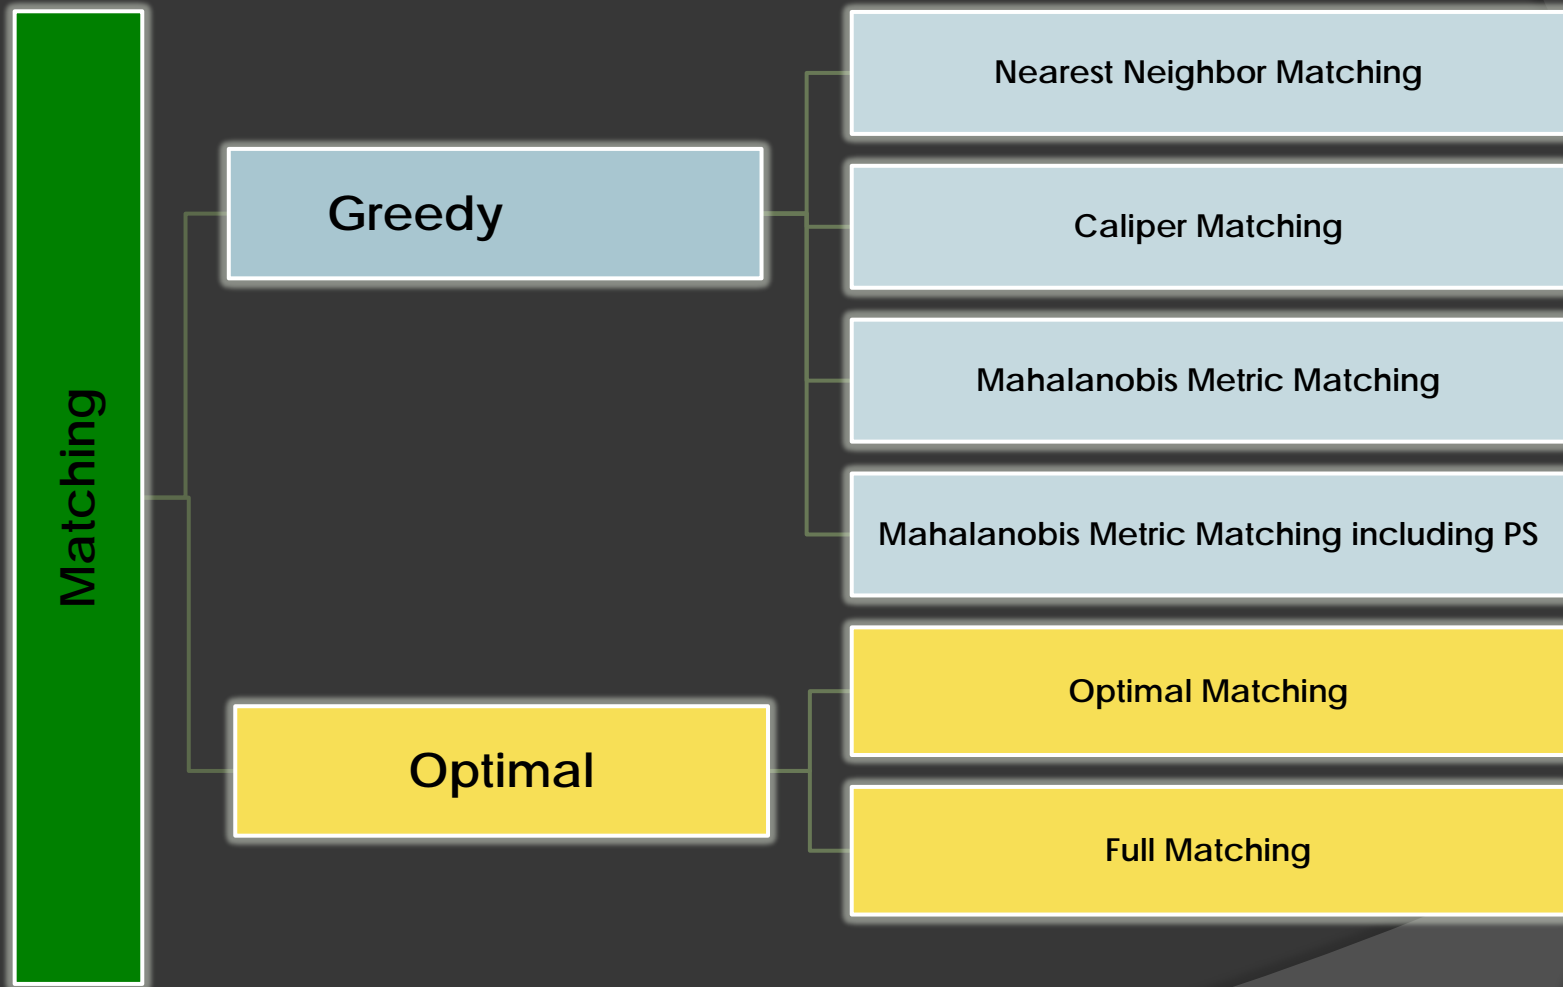 Matching
Greedy
Nearest Neighbor Matching
Caliper Matching
Mahalanobis Metric Matching
Mahalanobis Metric Matching including PS
Optimal
Optimal Matching
Full Matching